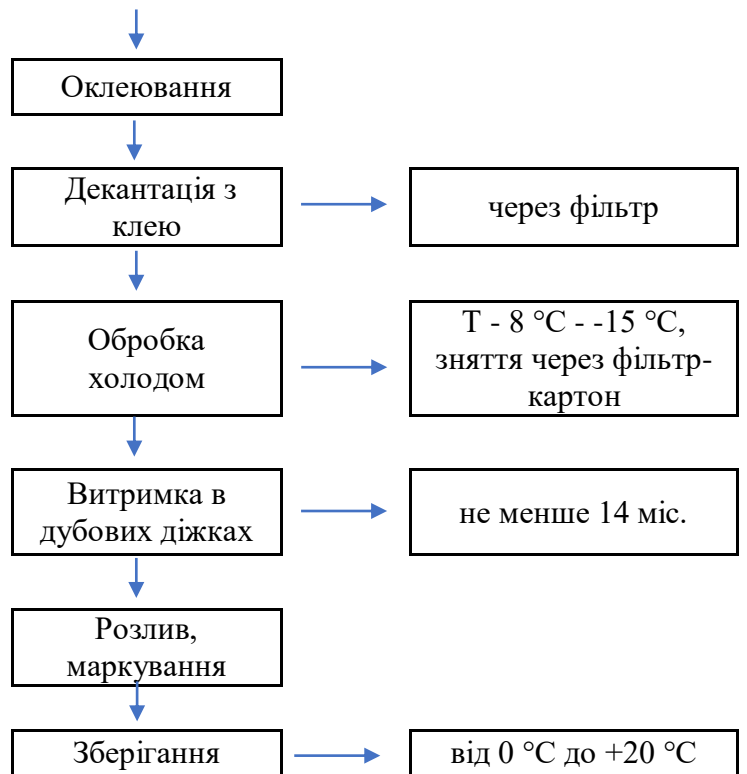 Оклеювання
Декантація з
клею
через фільтр
Обробка
холодом
Т - 8 °С - -15 °С,
зняття через фільтр-
картон
Витримка в
дубових діжках
не менше 14 міс.
Розлив,
маркування
Зберігання
від 0 °С до +20 °С